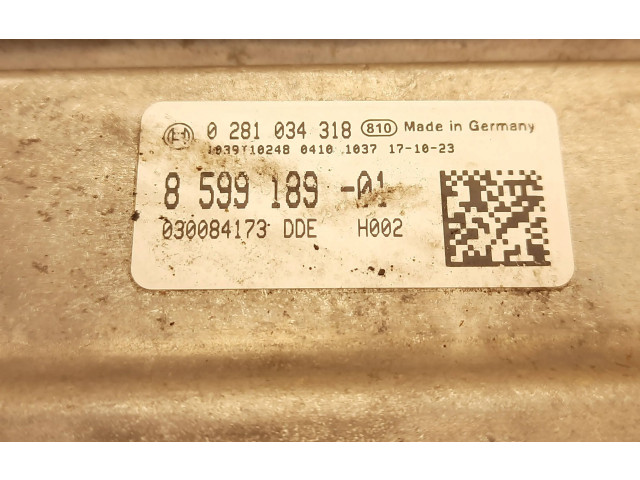 0 281 034 318 810 Made in Germany
1039T10248 0410 1037 17-10-23
8 599 189 -01
030084173 DDE H002